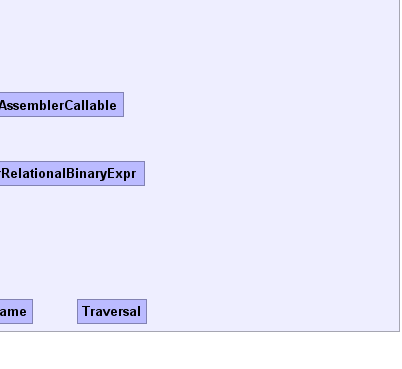 AssemblerCallable
RelationalBinaryExpr
ame
Traversal